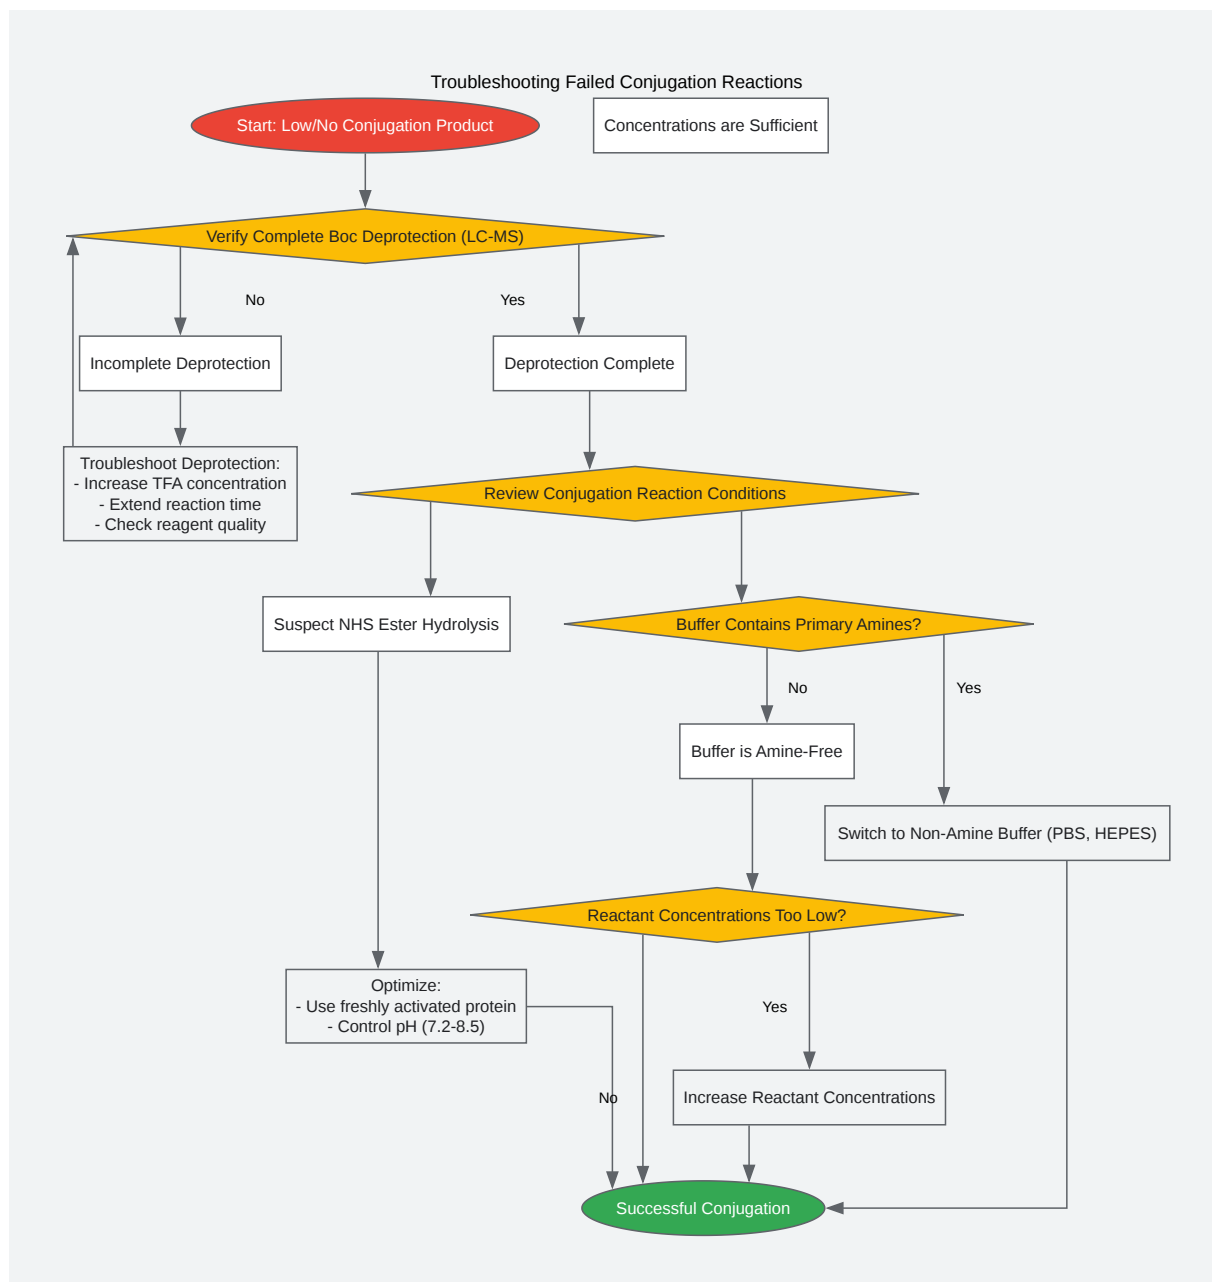 Troubleshooting Failed Conjugation Reactions
Start: Low/No Conjugation Product
Concentrations are Sufficient
Verify Complete Boc Deprotection (LC-MS)
No
Yes
Incomplete Deprotection
Deprotection Complete
Troubleshoot Deprotection:
- Increase TFA concentration
- Extend reaction time
- Check reagent quality
Review Conjugation Reaction Conditions
Suspect NHS Ester Hydrolysis
Buffer Contains Primary Amines?
No
Yes
Buffer is Amine-Free
Switch to Non-Amine Buffer (PBS, HEPES)
Reactant Concentrations Too Low?
Optimize:
- Use freshly activated protein
- Control pH (7.2-8.5)
Yes
No
Increase Reactant Concentrations
Successful Conjugation